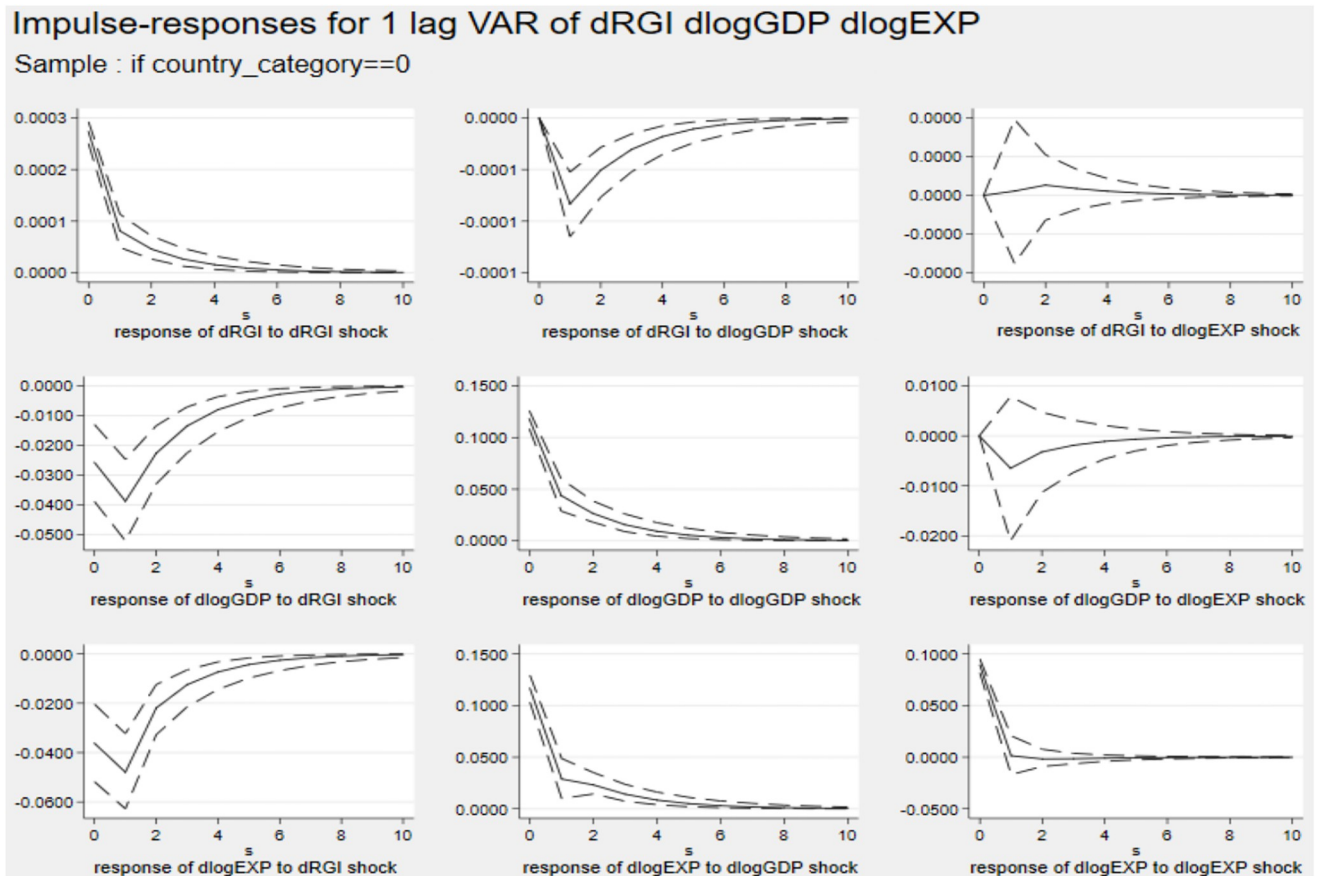 Impulse-responses for 1 lag VAR of dRGI dlogGDP dlogEXP
Sample : if country_category==0
0.0003
0.0002
0.0001
0.0000
0 2 4 6 8 10
s
response of dRGI to dRGI shock
0.0000
-0.0001
-0.0001
-0.0001
0 2 4 6 8 10
s
response of dRGI to dlogGDP shock
0.0000
0.0000
0.0000
-0.0000
-0.0000
0 2 4 6 8 10
s
response of dRGI to dlogEXP shock
0.0000
-0.0100
-0.0200
-0.0300
-0.0400
-0.0500
0 2 4 6 8 10
s
response of dlogGDP to dRGI shock
0.1500
0.1000
0.0500
0.0000
0 2 4 6 8 10
s
response of dlogGDP to dlogGDP shock
0.0100
0.0000
-0.0100
-0.0200
0 2 4 6 8 10
s
response of dlogGDP to dlogEXP shock
0.0000
-0.0200
-0.0400
-0.0600
0 2 4 6 8 10
s
response of dlogEXP to dRGI shock
0.1500
0.1000
0.0500
0.0000
0 2 4 6 8 10
s
response of dlogEXP to dlogGDP shock
0.1000
0.0500
0.0000
-0.0500
0 2 4 6 8 10
s
response of dlogEXP to dlogEXP shock